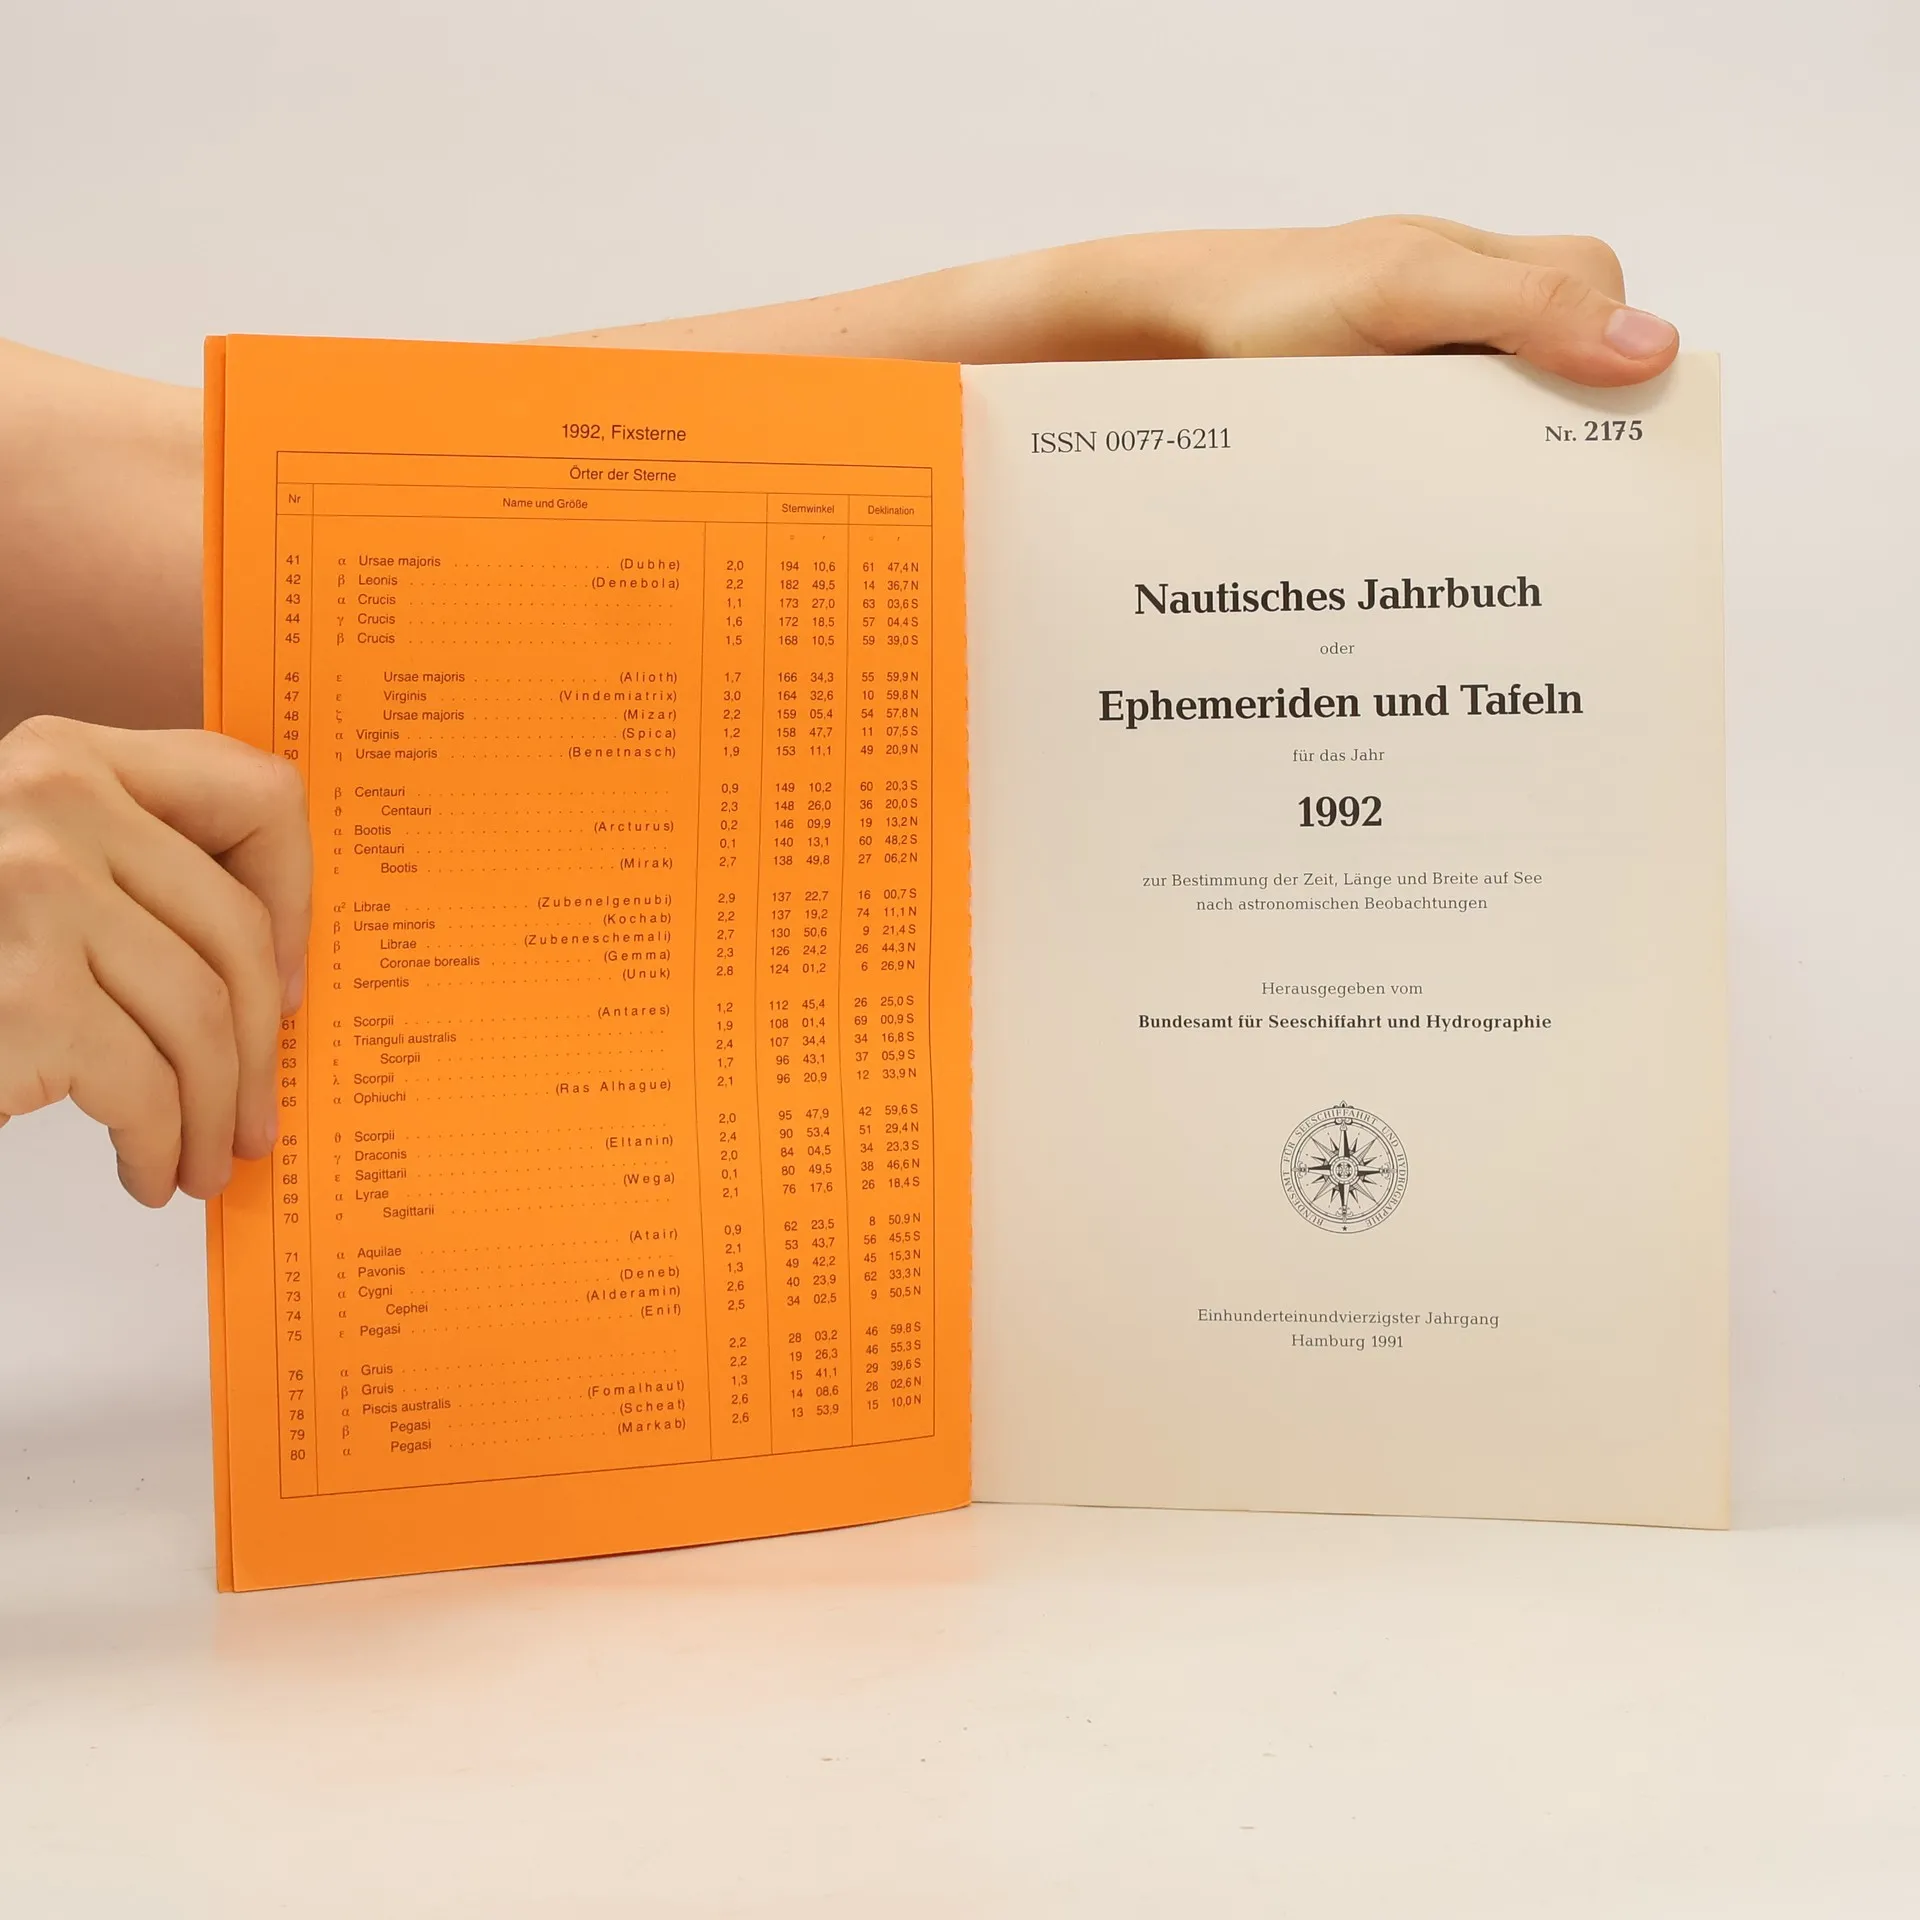 1992, Fixsterne
Örter der Sterne
Nr Name und Größe Sternwinkel Deklination
° ′ ° ′
41 α Ursae majoris (Dubhe) 2,0 194 10,6 61 47,4 N
42 β Leonis (Denebola) 2,2 182 49,5 14 36,7 N
43 α Crucis 1,1 173 27,0 63 03,6 S
44 γ Crucis 1,6 172 18,5 57 04,4 S
45 β Crucis 1,5 168 10,5 59 39,0 S
46 ε Ursae majoris (Alioth) 1,7 166 34,3 55 59,9 N
47 ε Virginis (Vindemiatrix) 3,0 164 32,6 10 59,8 N
48 ζ Ursae majoris (Mizar) 2,2 159 05,4 54 57,8 N
49 α Virginis (Spica) 1,2 158 47,7 11 07,5 S
50 η Ursae majoris (Benetnasch) 1,9 153 11,1 49 20,9 N
β Centauri 0,9 149 10,2 60 20,3 S
ϑ Centauri 2,3 148 26,0 36 20,0 S
α Bootis (Arcturus) 0,2 146 09,9 19 13,2 N
α Centauri 0,1 140 13,1 60 48,2 S
ε Bootis (Mirak) 2,7 138 49,8 27 06,2 N
α² Librae (Zubenelgenubi) 2,9 137 22,7 16 00,7 S
β Ursae minoris (Kochab) 2,2 137 19,2 74 11,1 N
β Librae (Zubeneschemali) 2,7 130 50,6 9 21,4 S
α Coronae borealis (Gemma) 2,3 126 24,2 26 44,3 N
α Serpentis (Unuk) 2,8 124 01,2 6 26,9 N
61 α Scorpii (Antares) 1,2 112 45,4 26 25,0 S
62 α Trianguli australis 1,9 108 01,4 69 00,9 S
63 ε Scorpii 2,4 107 34,4 34 16,8 S
64 λ Scorpii 1,7 96 43,1 37 05,9 S
65 α Ophiuchi (Ras Alhague) 2,1 96 20,9 12 33,9 N
66 ϑ Scorpii 2,0 95 47,9 42 59,6 S
67 γ Draconis (Eltanin) 2,4 90 53,4 51 29,4 N
68 ε Sagittarii 2,0 84 04,5 34 23,3 S
69 α Lyrae (Wega) 0,1 80 49,5 38 46,6 N
70 σ Sagittarii 2,1 76 17,6 26 18,4 S
71 α Aquilae (Atair) 0,9 62 23,5 8 50,9 N
72 α Pavonis 2,1 53 43,7 56 45,5 S
73 α Cygni (Deneb) 1,3 49 42,2 45 15,3 N
74 α Cephei (Alderamin) 2,6 40 23,9 62 33,3 N
75 ε Pegasi (Enif) 2,5 34 02,5 9 50,5 N
76 α Gruis 2,2 28 03,2 46 59,8 S
77 β Gruis 2,2 19 26,3 46 55,3 S
78 α Piscis australis (Fomalhaut) 1,3 15 41,1 29 39,6 S
79 β Pegasi (Scheat) 2,6 14 08,6 28 02,6 N
80 α Pegasi (Markab) 2,6 13 53,9 15 10,0 N
ISSN 0077-6211 Nr. 2175
Nautisches Jahrbuch
oder
Ephemeriden und Tafeln
für das Jahr
1992
zur Bestimmung der Zeit, Länge und Breite auf See
nach astronomischen Beobachtungen
Herausgegeben vom
Bundesamt für Seeschiffahrt und Hydrographie
BUNDESAMT FÜR SEESCHIFFAHRT UND HYDROGRAPHIE
Einhunderteinundvierzigster Jahrgang
Hamburg 1991